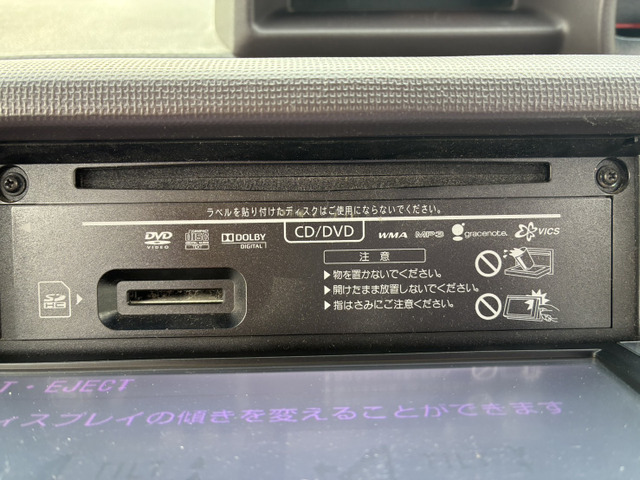 ラベルを貼り付けたディスクはご使用にならないでください。
DVD VIDEO COMPACT disc DOLBY DIGITAL CD/DVD WMA MP3 gracenote. VICS
注 意
▶物を置かないでください。
▶開けたまま放置しないでください。
▶指はさみにご注意ください。
SD HC
T・EJECT
ィスプレイの傾きを変えることができます